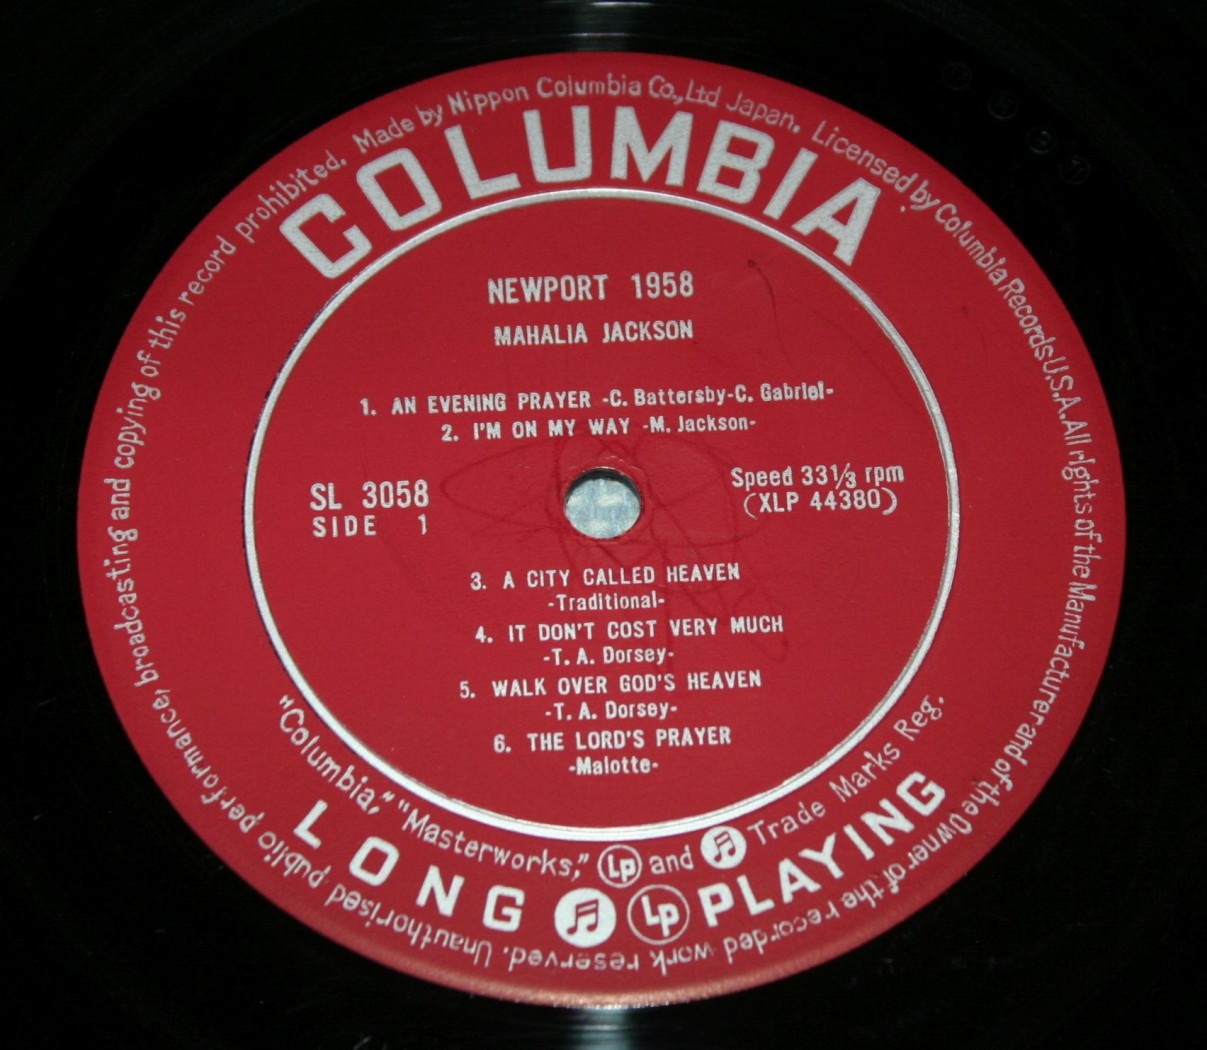 Made by Nippon Columbia Co.,Ltd Japan. Licensed by Columbia Records U.S.A. All rights of the Manufacturer and of the Owner of the recorded work reserved. Unauthorised public performance, broadcasting and copying of this record prohibited.
COLUMBIA
NEWPORT 1958
MAHALIA JACKSON
1. AN EVENING PRAYER -C. Battersby-C. Gabriel-
2. I'M ON MY WAY -M. Jackson-
SL 3058
SIDE 1
Speed 33 1/3 rpm
(XLP 44380)
3. A CITY CALLED HEAVEN
-Traditional-
4. IT DON'T COST VERY MUCH
-T. A. Dorsey-
5. WALK OVER GOD'S HEAVEN
-T. A. Dorsey-
6. THE LORD'S PRAYER
-Malotte-
"Columbia," "Masterworks," Lp and Trade Marks Reg.
LONG Lp PLAYING